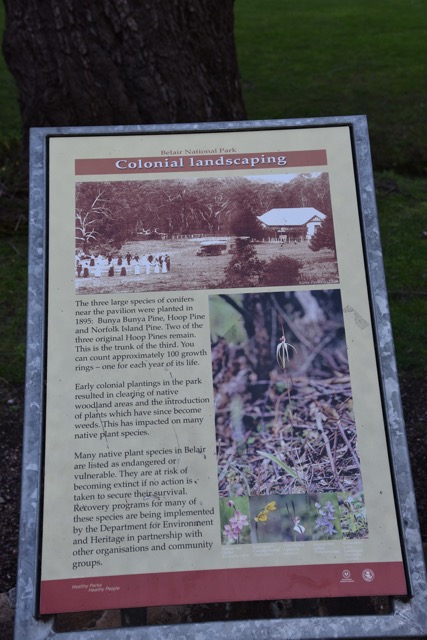 Belair National Park
Colonial landscaping
The three large species of conifers
near the pavilion were planted in
1895: Bunya Bunya Pine, Hoop Pine
and Norfolk Island Pine. Two of the
three original Hoop Pines remain.
This is the trunk of the third. You
can count approximately 100 growth
rings – one for each year of its life.
Early colonial plantings in the park
resulted in clearing of native
woodland areas and the introduction
of plants which have since become
weeds. This has impacted on many
native plant species.
Many native plant species in Belair
are listed as endangered or
vulnerable. They are at risk of
becoming extinct if no action is
taken to secure their survival.
Recovery programs for many of
these species are being implemented
by the Department for Environment
and Heritage in partnership with
other organisations and community
groups.
Healthy Parks
Healthy People